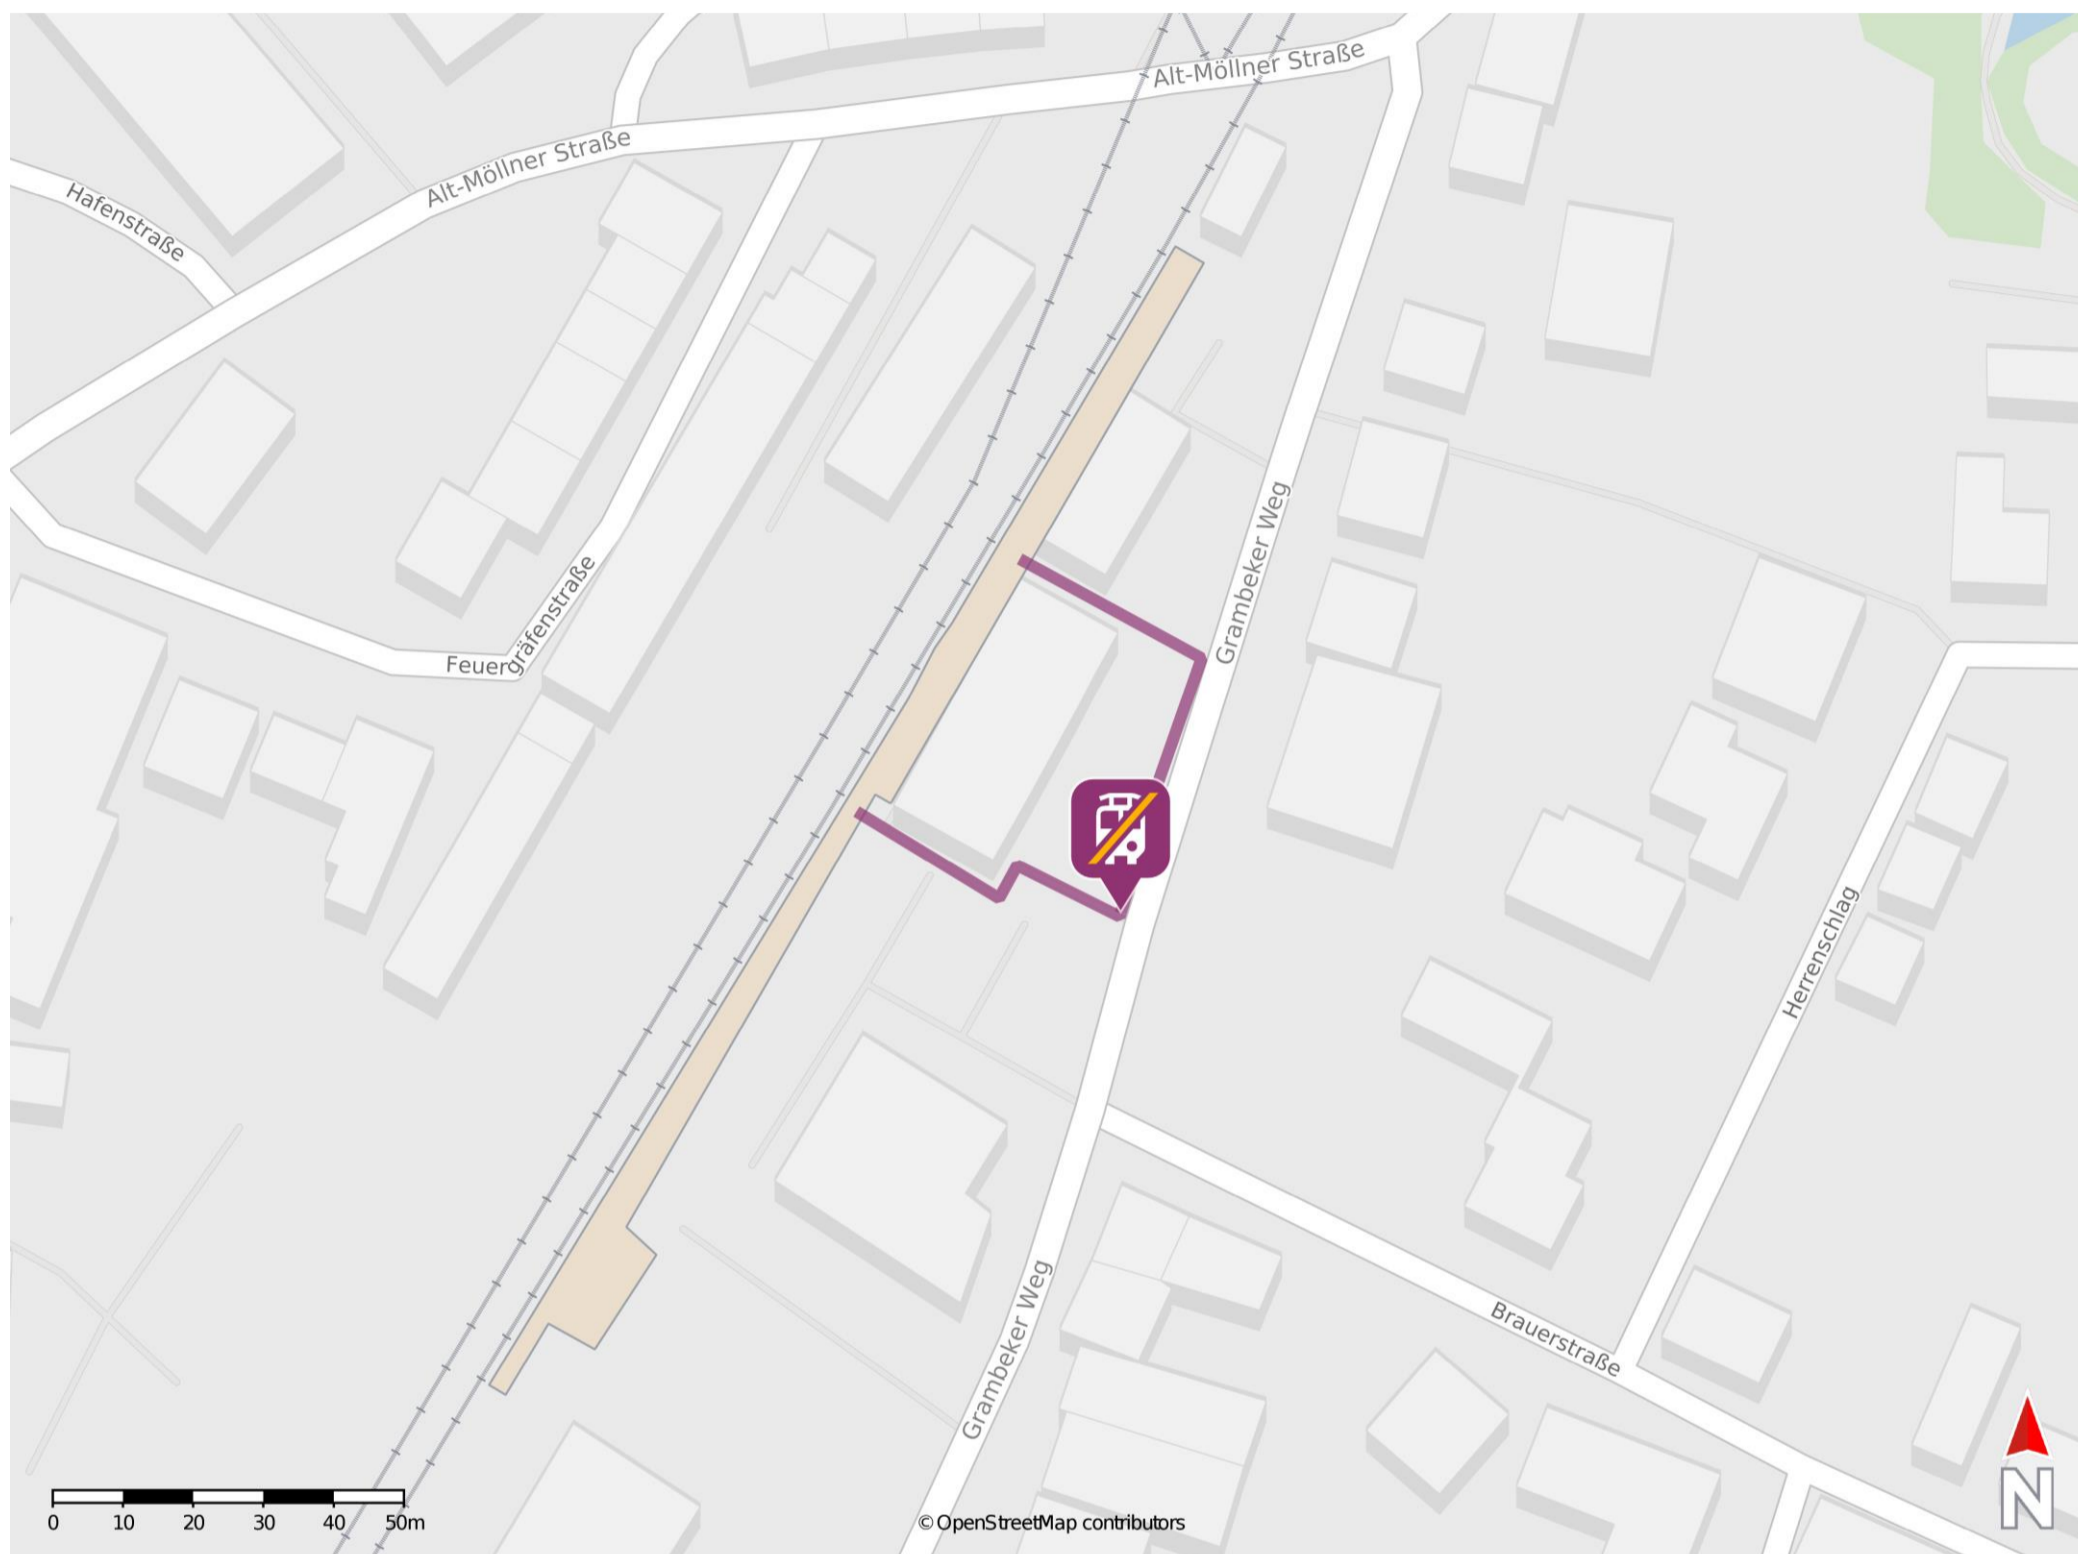 Alt-Möllner Straße
Alt-Möllner Straße
Hafenstraße
Grambeker Weg
Feuergräfenstraße
Herrenschlag
Grambeker Weg
Brauerstraße
0 10 20 30 40 50m
© OpenStreetMap contributors
N